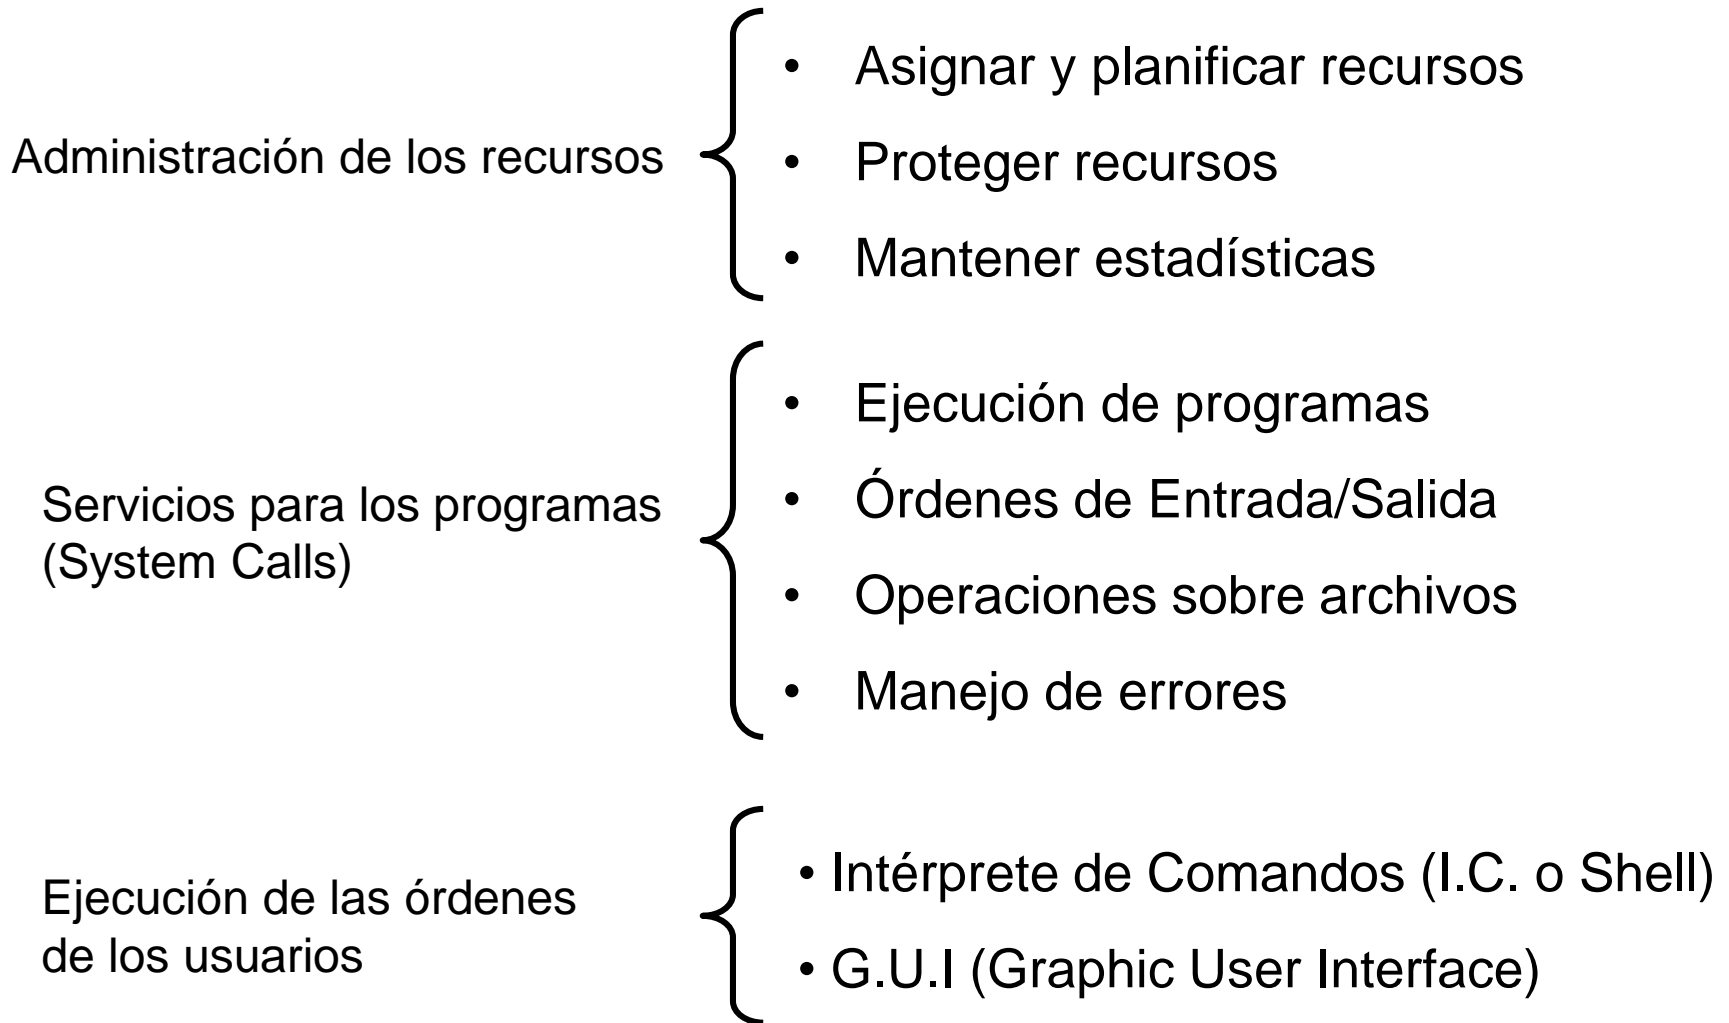 Administración de los recursos
• Asignar y planificar recursos
• Proteger recursos
• Mantener estadísticas
Servicios para los programas
(System Calls)
• Ejecución de programas
• Órdenes de Entrada/Salida
• Operaciones sobre archivos
• Manejo de errores
Ejecución de las órdenes
de los usuarios
• Intérprete de Comandos (I.C. o Shell)
• G.U.I (Graphic User Interface)